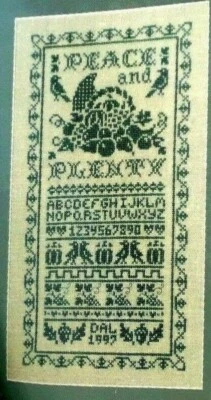 PEACE
and
PLENTY
ABCDEFGHIJKLM
NOPQRSTUVWXYZ
1234567890
DAL
1997